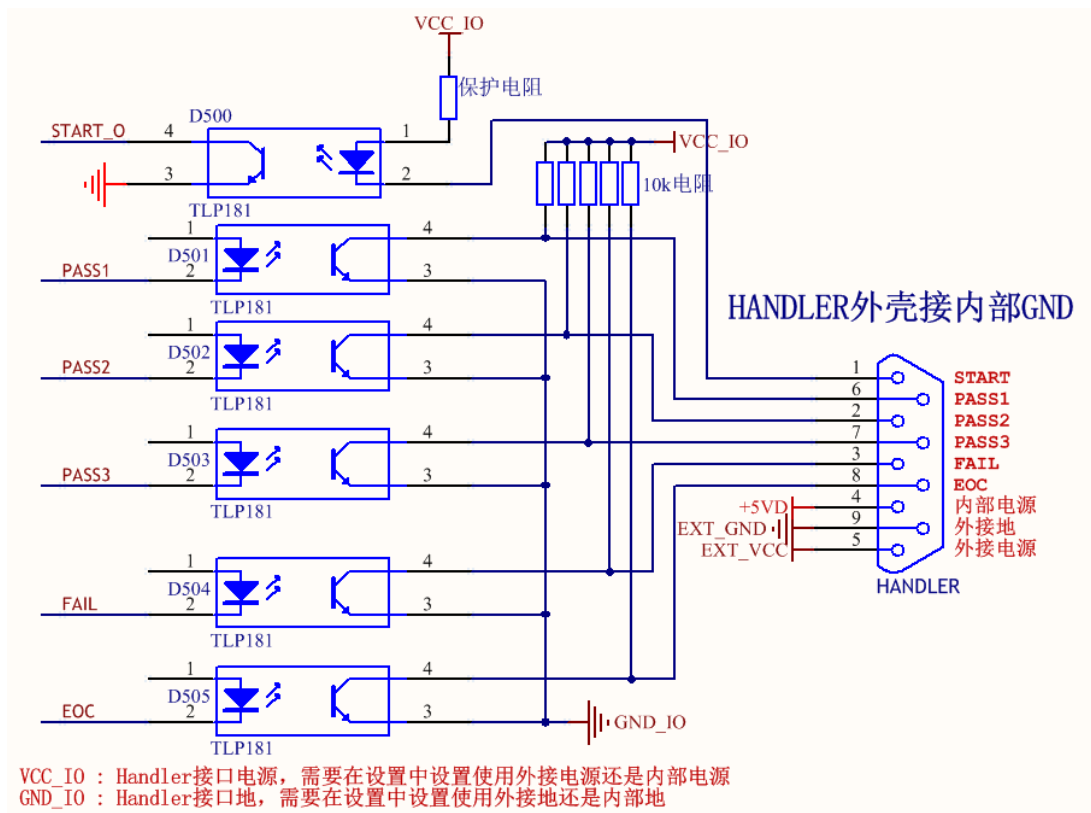 VCC_IO
保护电阻
D500
START_O
4
1
3
2
TLP181
VCC_IO
10k电阻
1
4
D501
PASS1
2
3
TLP181
1
4
D502
PASS2
2
3
TLP181
1
4
D503
PASS3
2
3
TLP181
1
4
D504
FAIL
2
3
TLP181
1
4
D505
EOC
2
3
TLP181
GND_IO
HANDLER外壳接内部GND
1 START
6 PASS1
2 PASS2
7 PASS3
3 FAIL
8 EOC
+5VD 4 内部电源
EXT_GND 9 外接地
EXT_VCC 5 外接电源
HANDLER
VCC_IO : Handler接口电源，需要在设置中设置使用外接电源还是内部电源
GND_IO : Handler接口地，需要在设置中设置使用外接地还是内部地